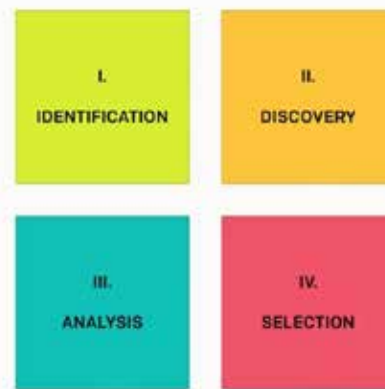 I.
IDENTIFICATION
II.
DISCOVERY
III.
ANALYSIS
IV.
SELECTION